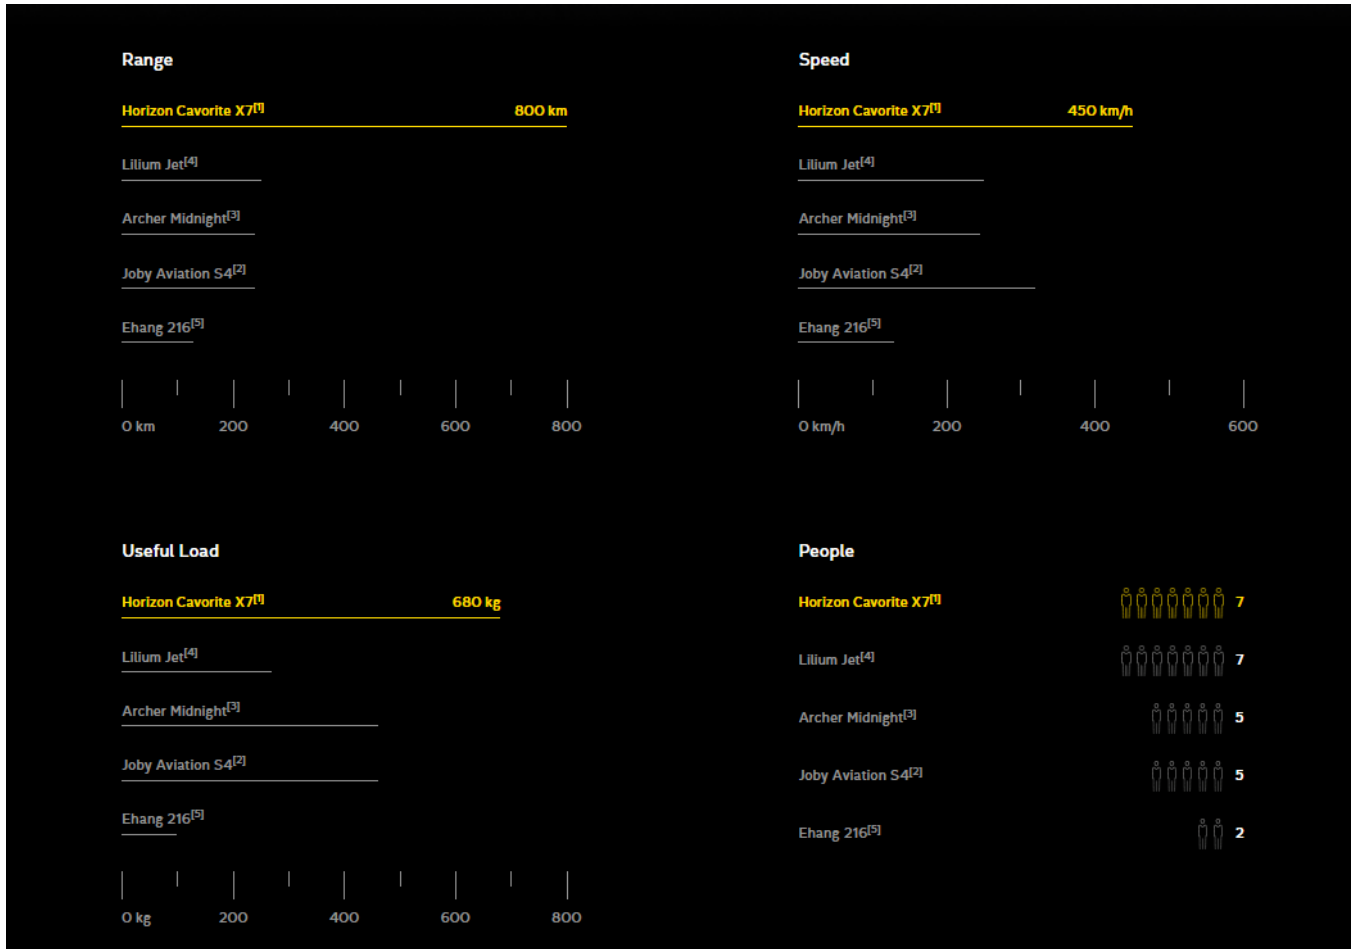 Range
Horizon Cavorite X7[1] 800 km
Lilium Jet[4]
Archer Midnight[3]
Joby Aviation S4[2]
Ehang 216[5]
0 km 200 400 600 800
Speed
Horizon Cavorite X7[1] 450 km/h
Lilium Jet[4]
Archer Midnight[3]
Joby Aviation S4[2]
Ehang 216[5]
0 km/h 200 400 600
Useful Load
Horizon Cavorite X7[1] 680 kg
Lilium Jet[4]
Archer Midnight[3]
Joby Aviation S4[2]
Ehang 216[5]
0 kg 200 400 600 800
People
Horizon Cavorite X7[1] 7
Lilium Jet[4] 7
Archer Midnight[3] 5
Joby Aviation S4[2] 5
Ehang 216[5] 2